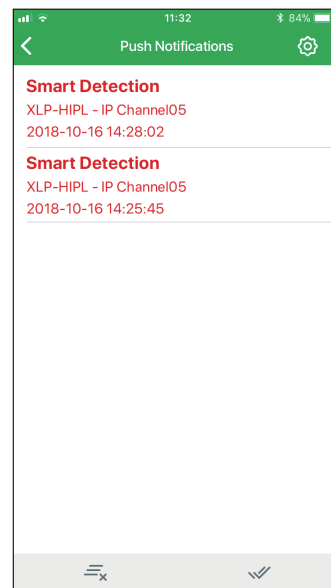 11:32
84%
Push Notifications
Smart Detection
XLP-HIPL - IP Channel05
2018-10-16 14:28:02
Smart Detection
XLP-HIPL - IP Channel05
2018-10-16 14:25:45